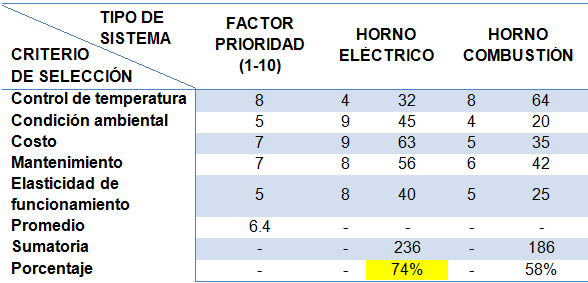 TIPO DE SISTEMA
CRITERIO DE SELECCIÓN
FACTOR PRIORIDAD (1-10)
HORNO ELÉCTRICO
HORNO COMBUSTIÓN
Control de temperatura 8 4 32 8 64
Condición ambiental 5 9 45 4 20
Costo 7 9 63 5 35
Mantenimiento 7 8 56 6 42
Elasticidad de funcionamiento 5 8 40 5 25
Promedio 6.4 - - - -
Sumatoria - - 236 - 186
Porcentaje - - 74% - 58%